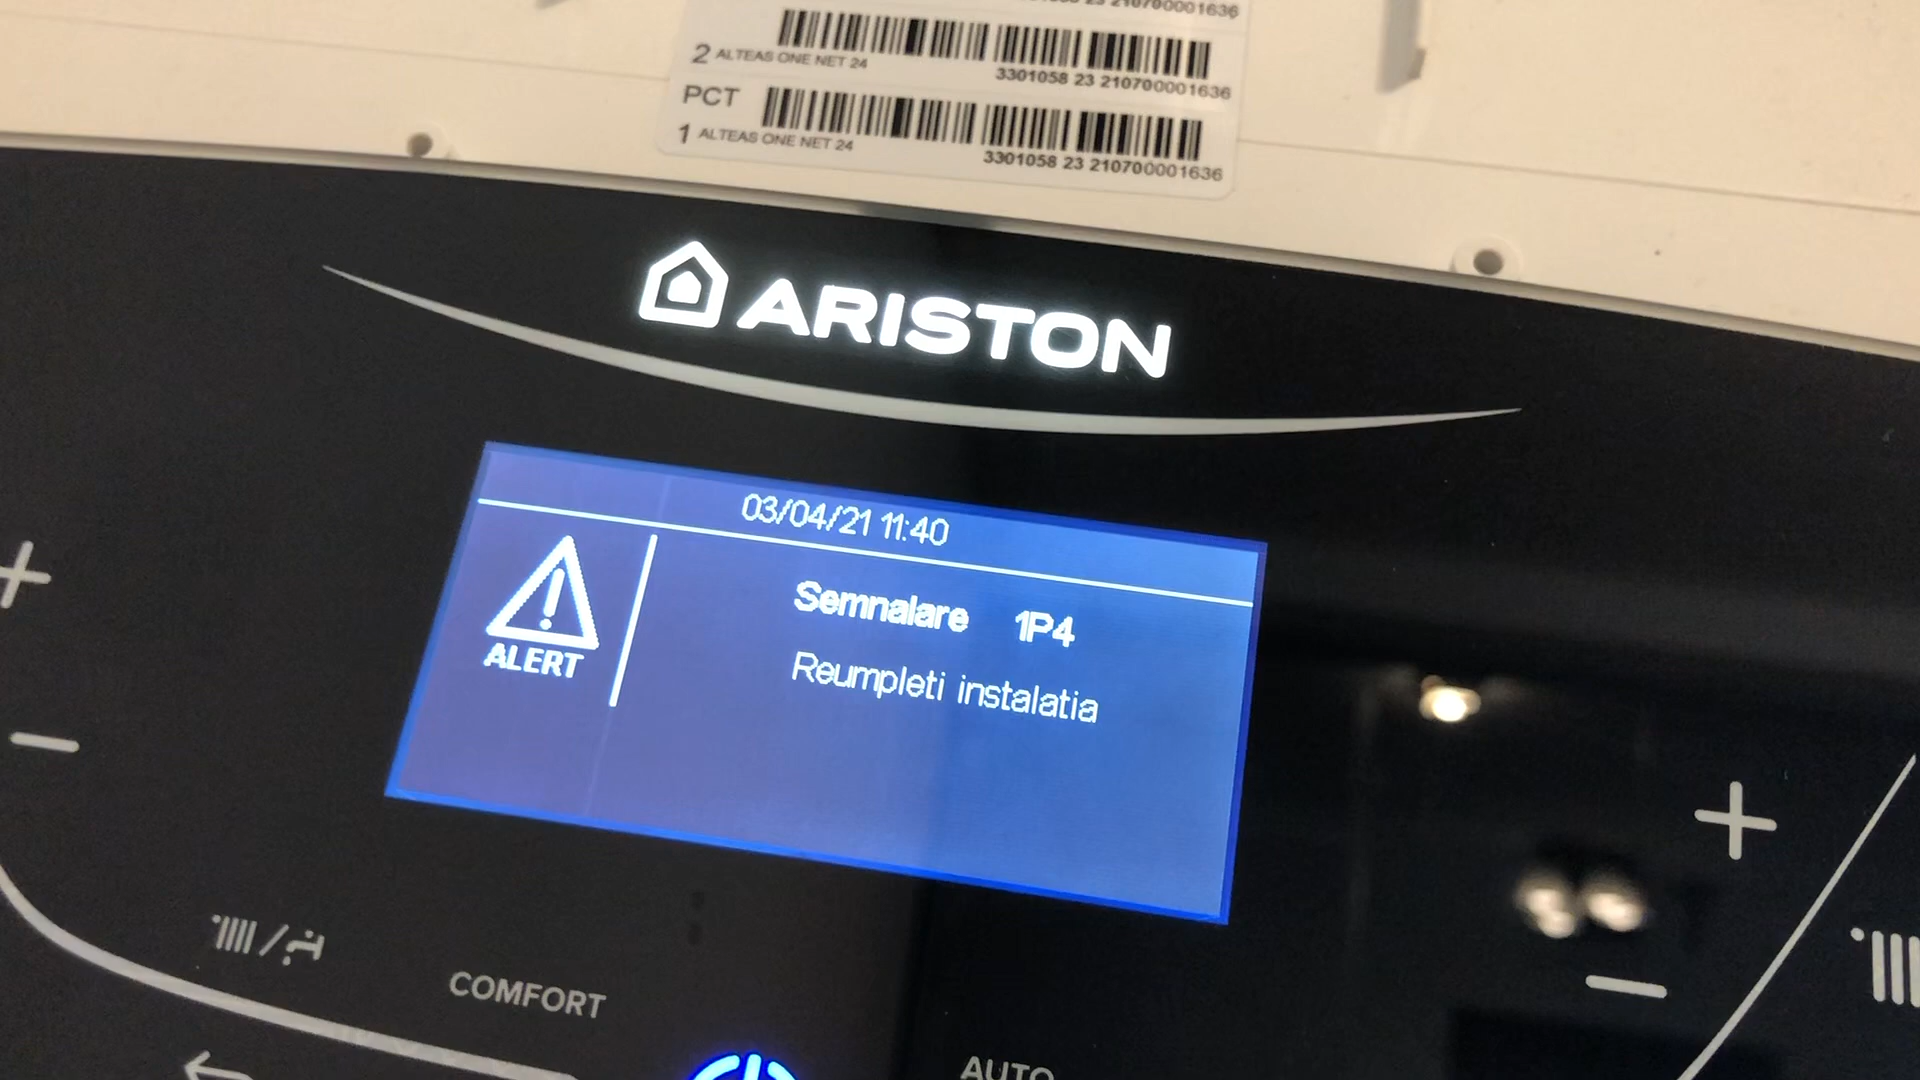 2 ALTEAS ONE NET 24
3301058 23 210700001636
PCT
1 ALTEAS ONE NET 24
3301058 23 210700001636
ARISTON
03/04/21 11:40
ALERT
Semnalare 1P4
Reumpleti instalatia
COMFORT
AUTO